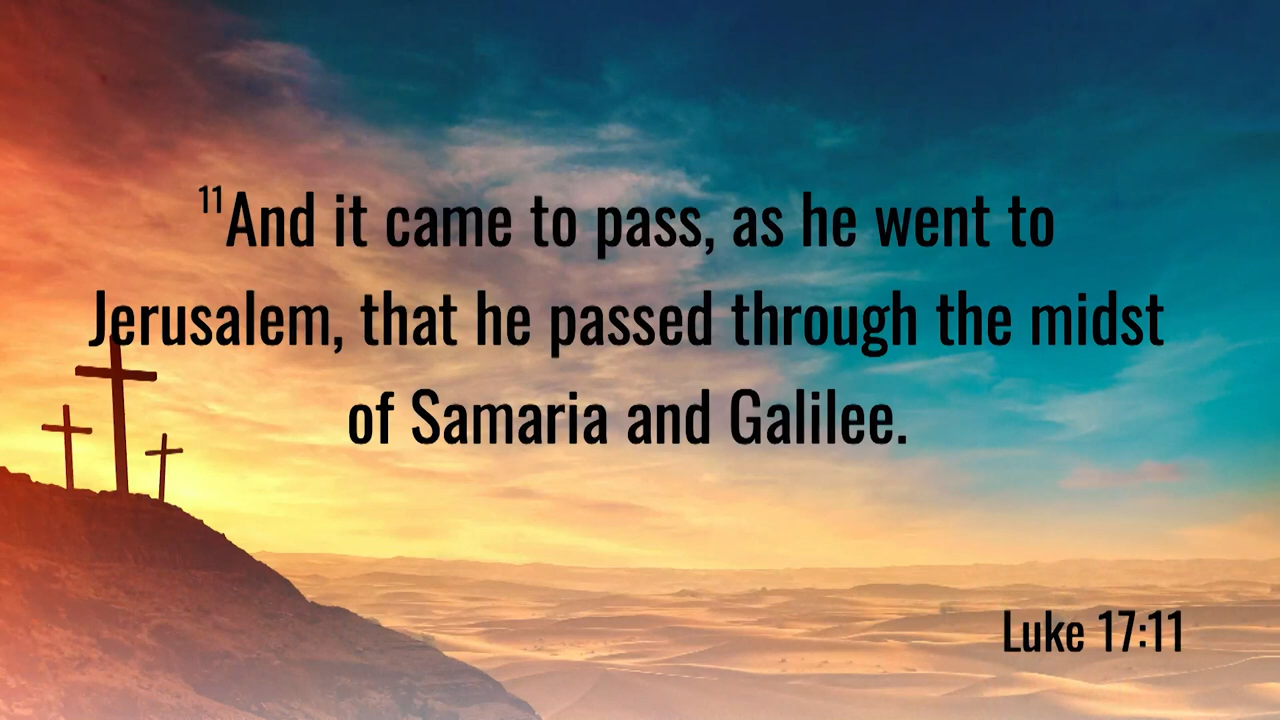 ¹¹And it came to pass, as he went to
Jerusalem, that he passed through the midst
of Samaria and Galilee.
Luke 17:11